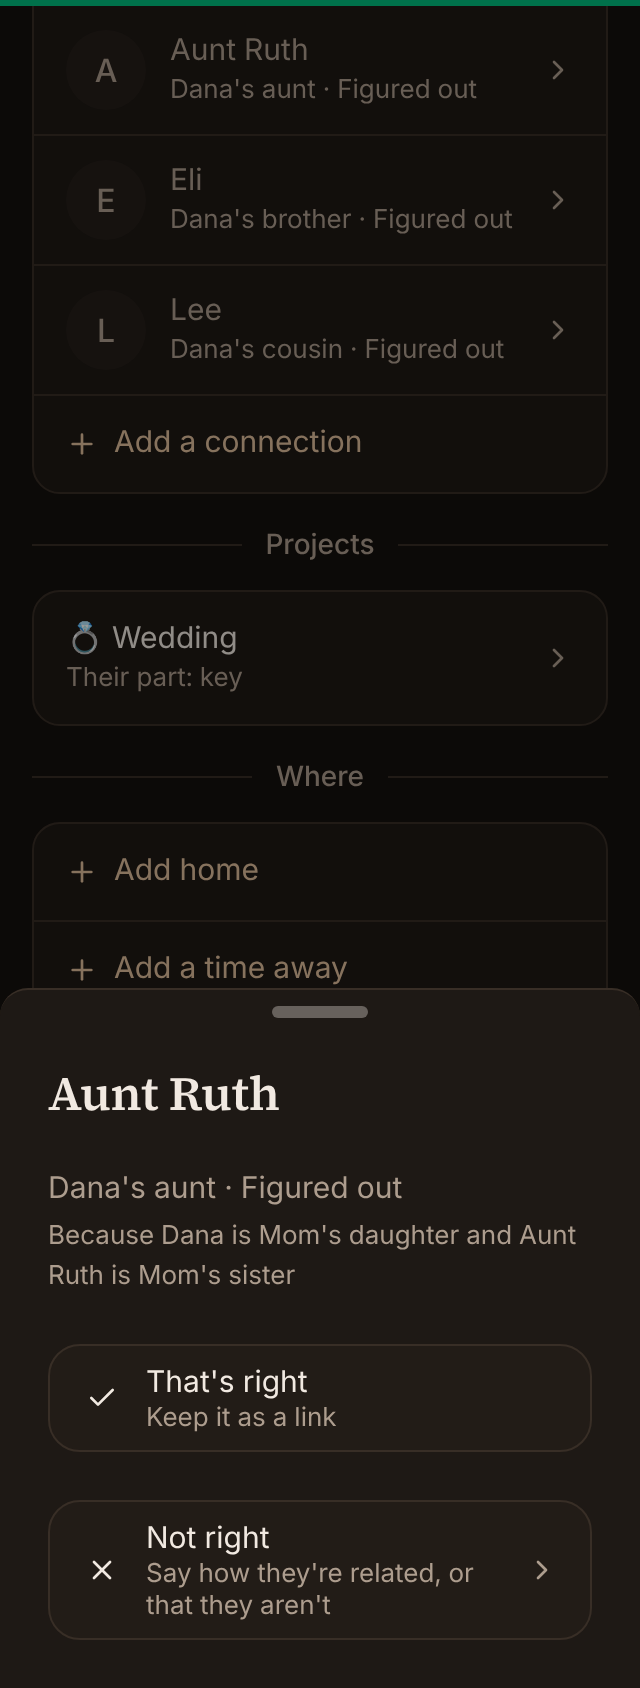 A
Aunt Ruth
Dana's aunt · Figured out
E
Eli
Dana's brother · Figured out
L
Lee
Dana's cousin · Figured out
+ Add a connection
Projects
💍 Wedding
Their part: key
Where
+ Add home
+ Add a time away
Aunt Ruth
Dana's aunt · Figured out
Because Dana is Mom's daughter and Aunt
Ruth is Mom's sister
That's right
Keep it as a link
Not right
Say how they're related, or
that they aren't